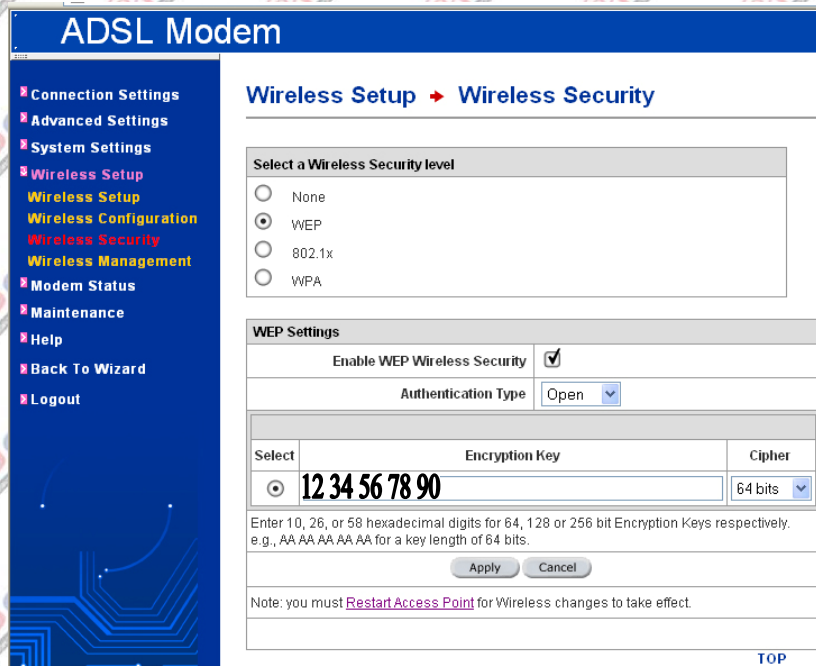 ADSL Modem
Connection Settings
Advanced Settings
System Settings
Wireless Setup
Wireless Setup
Wireless Configuration
Wireless Security
Wireless Management
Modem Status
Maintenance
Help
Back To Wizard
Logout
Wireless Setup Wireless Security
Select a Wireless Security level
None
WEP
802.1x
WPA
WEP Settings
Enable WEP Wireless Security
Authentication Type Open
Select Encryption Key Cipher
12 34 56 78 90 64 bits
Enter 10, 26, or 58 hexadecimal digits for 64, 128 or 256 bit Encryption Keys respectively.
e.g., AA AA AA AA AA for a key length of 64 bits.
Apply Cancel
Note: you must Restart Access Point for Wireless changes to take effect.
TOP